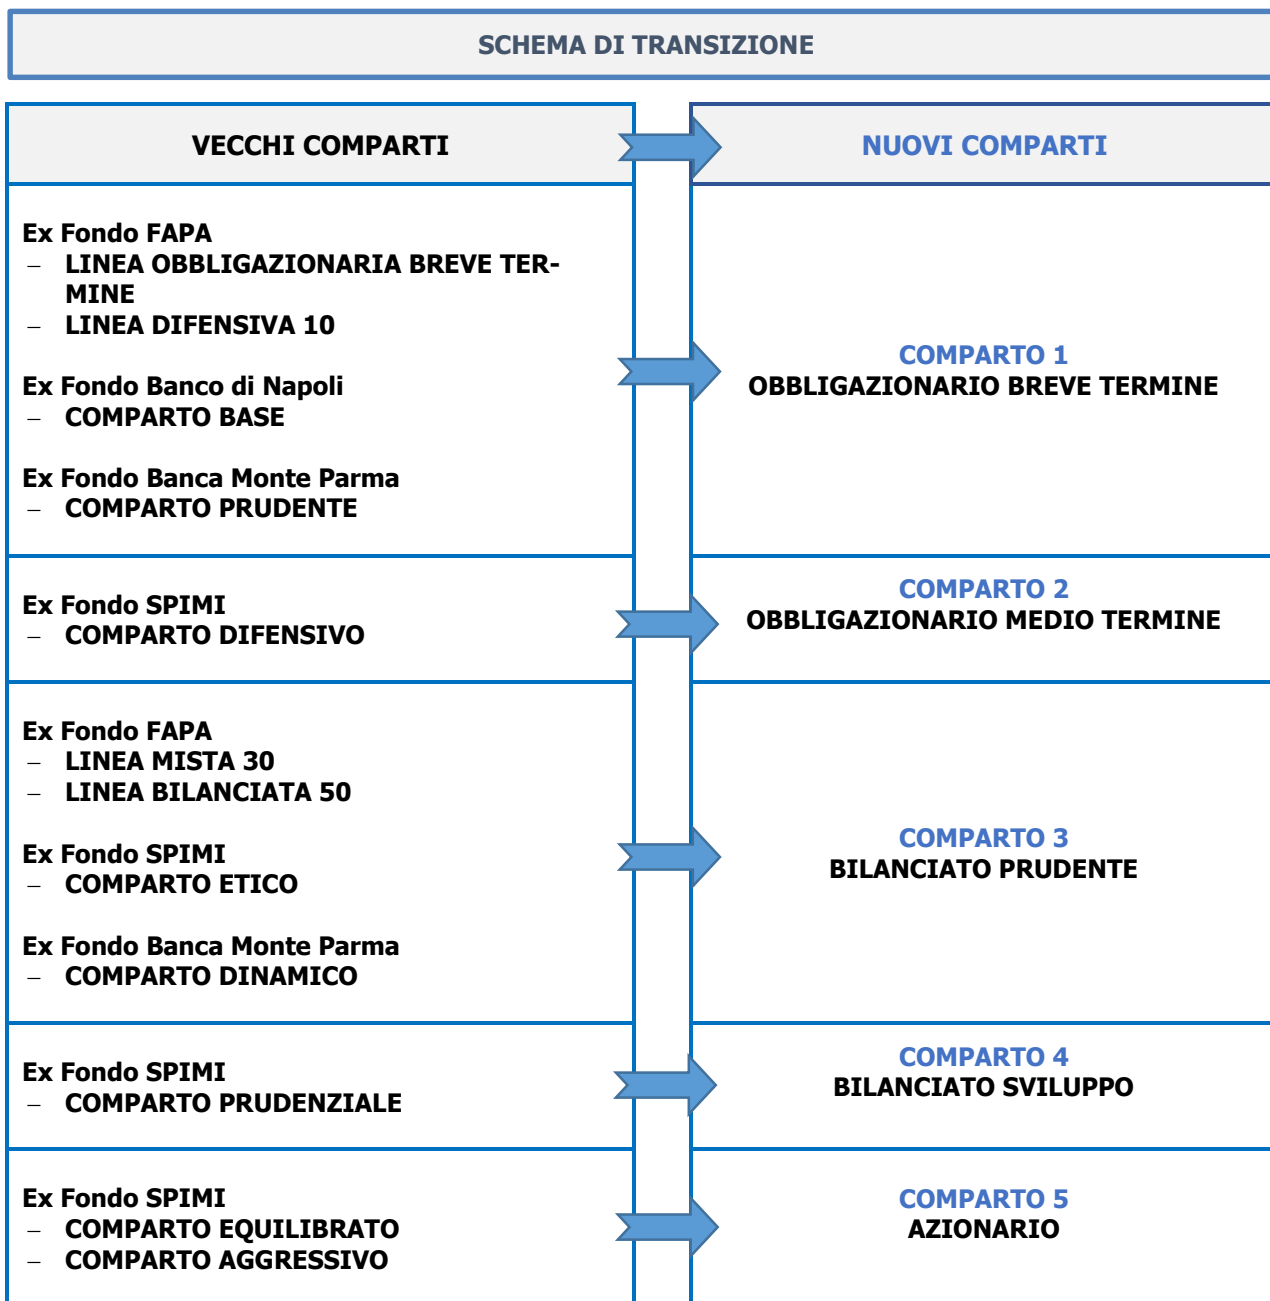 SCHEMA DI TRANSIZIONE
VECCHI COMPARTI
NUOVI COMPARTI
Ex Fondo FAPA
– LINEA OBBLIGAZIONARIA BREVE TER-
MINE
– LINEA DIFENSIVA 10
Ex Fondo Banco di Napoli
– COMPARTO BASE
Ex Fondo Banca Monte Parma
– COMPARTO PRUDENTE
COMPARTO 1
OBBLIGAZIONARIO BREVE TERMINE
Ex Fondo SPIMI
– COMPARTO DIFENSIVO
COMPARTO 2
OBBLIGAZIONARIO MEDIO TERMINE
Ex Fondo FAPA
– LINEA MISTA 30
– LINEA BILANCIATA 50
Ex Fondo SPIMI
– COMPARTO ETICO
Ex Fondo Banca Monte Parma
– COMPARTO DINAMICO
COMPARTO 3
BILANCIATO PRUDENTE
Ex Fondo SPIMI
– COMPARTO PRUDENZIALE
COMPARTO 4
BILANCIATO SVILUPPO
Ex Fondo SPIMI
– COMPARTO EQUILIBRATO
– COMPARTO AGGRESSIVO
COMPARTO 5
AZIONARIO